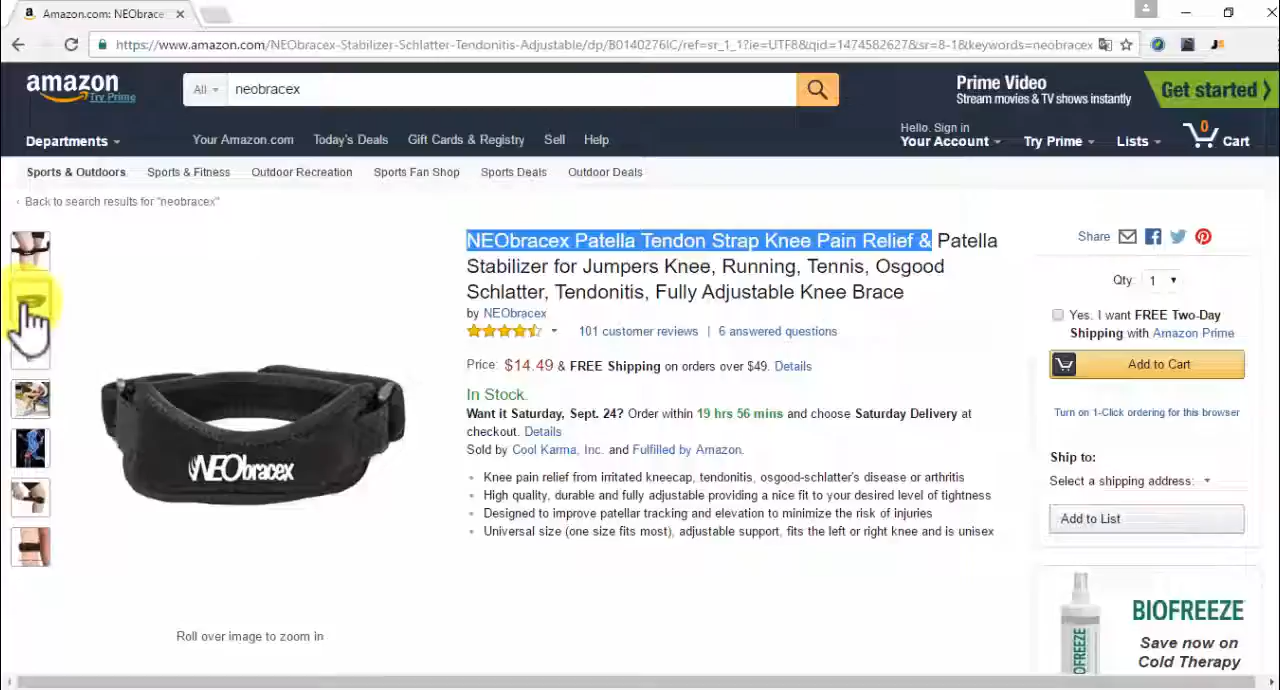 Amazon.com: NEObrace
https://www.amazon.com/NEObracex-Stabilizer-Schlatter-Tendonitis-Adjustable/dp/B0140276IC/ref=sr_1_1?ie=UTF8&qid=1474582627&sr=8-1&keywords=neobracex
amazon
Try Prime
All
neobracex
Prime Video
Stream movies & TV shows instantly
Get started
Departments
Your Amazon.com
Today's Deals
Gift Cards & Registry
Sell
Help
Hello. Sign in
Your Account
Try Prime
Lists
0
Cart
Sports & Outdoors
Sports & Fitness
Outdoor Recreation
Sports Fan Shop
Sports Deals
Outdoor Deals
‹ Back to search results for "neobracex"
NEObracex
Roll over image to zoom in
NEObracex Patella Tendon Strap Knee Pain Relief & Patella
Stabilizer for Jumpers Knee, Running, Tennis, Osgood
Schlatter, Tendonitis, Fully Adjustable Knee Brace
by NEObracex
101 customer reviews | 6 answered questions
Price: $14.49 & FREE Shipping on orders over $49. Details
In Stock.
Want it Saturday, Sept. 24? Order within 19 hrs 56 mins and choose Saturday Delivery at
checkout. Details
Sold by Cool Karma, Inc. and Fulfilled by Amazon.
• Knee pain relief from irritated kneecap, tendonitis, osgood-schlatter's disease or arthritis
• High quality, durable and fully adjustable providing a nice fit to your desired level of tightness
• Designed to improve patellar tracking and elevation to minimize the risk of injuries
• Universal size (one size fits most), adjustable support, fits the left or right knee and is unisex
Share
Qty: 1
Yes. I want FREE Two-Day
Shipping with Amazon Prime
Add to Cart
Turn on 1-Click ordering for this browser
Ship to:
Select a shipping address:
Add to List
BIOFREEZE
Save now on
Cold Therapy